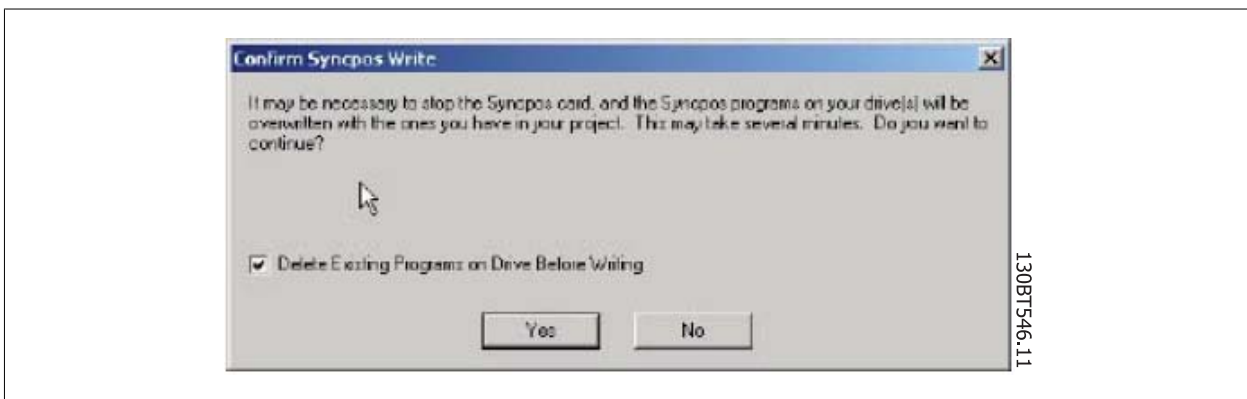 Confirm Syncpos Write
It may be necessary to stop the Syncpos card, and the Syncpos programs on your drive(s) will be
overwritten with the ones you have in your project. This may take several minutes. Do you want to
continue?
Delete Existing Programs on Drive Before Writing
Yes
No
130BT546.11